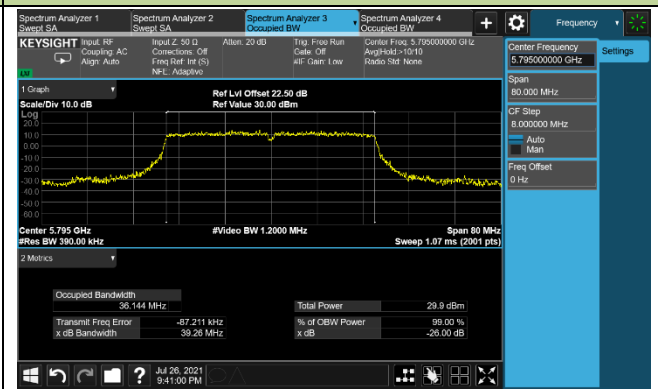 Spectrum Analyzer 1
Swept SA
Spectrum Analyzer 2
Swept SA
Spectrum Analyzer 3
Occupied BW
Spectrum Analyzer 4
Occupied BW
Frequency
KEYSIGHT
Input: RF
Coupling: AC
Align: Auto
Input Z: 50 Ω
Corrections: Off
Freq Ref: Int (S)
NFE: Adaptive
Atten: 20 dB
Trig: Free Run
Gate: Off
#IF Gain: Low
Center Freq: 5.795000000 GHz
Avg|Hold:>10/10
Radio Std: None
Center Frequency
5.795000000 GHz
Settings
Span
80.000 MHz
CF Step
8.000000 MHz
Auto
Man
Freq Offset
0 Hz
1 Graph
Scale/Div 10.0 dB
Ref Lvl Offset 22.50 dB
Ref Value 30.00 dBm
Log
20.0
10.0
0.00
-10.0
-20.0
-30.0
-40.0
-50.0
-60.0
Center 5.795 GHz
#Res BW 390.00 kHz
#Video BW 1.2000 MHz
Span 80 MHz
Sweep 1.07 ms (2001 pts)
2 Metrics
Occupied Bandwidth
36.144 MHz
Total Power 29.9 dBm
Transmit Freq Error -87.211 kHz
% of OBW Power 99.00 %
x dB Bandwidth 39.26 MHz
x dB -26.00 dB
Jul 26, 2021
9:41:00 PM